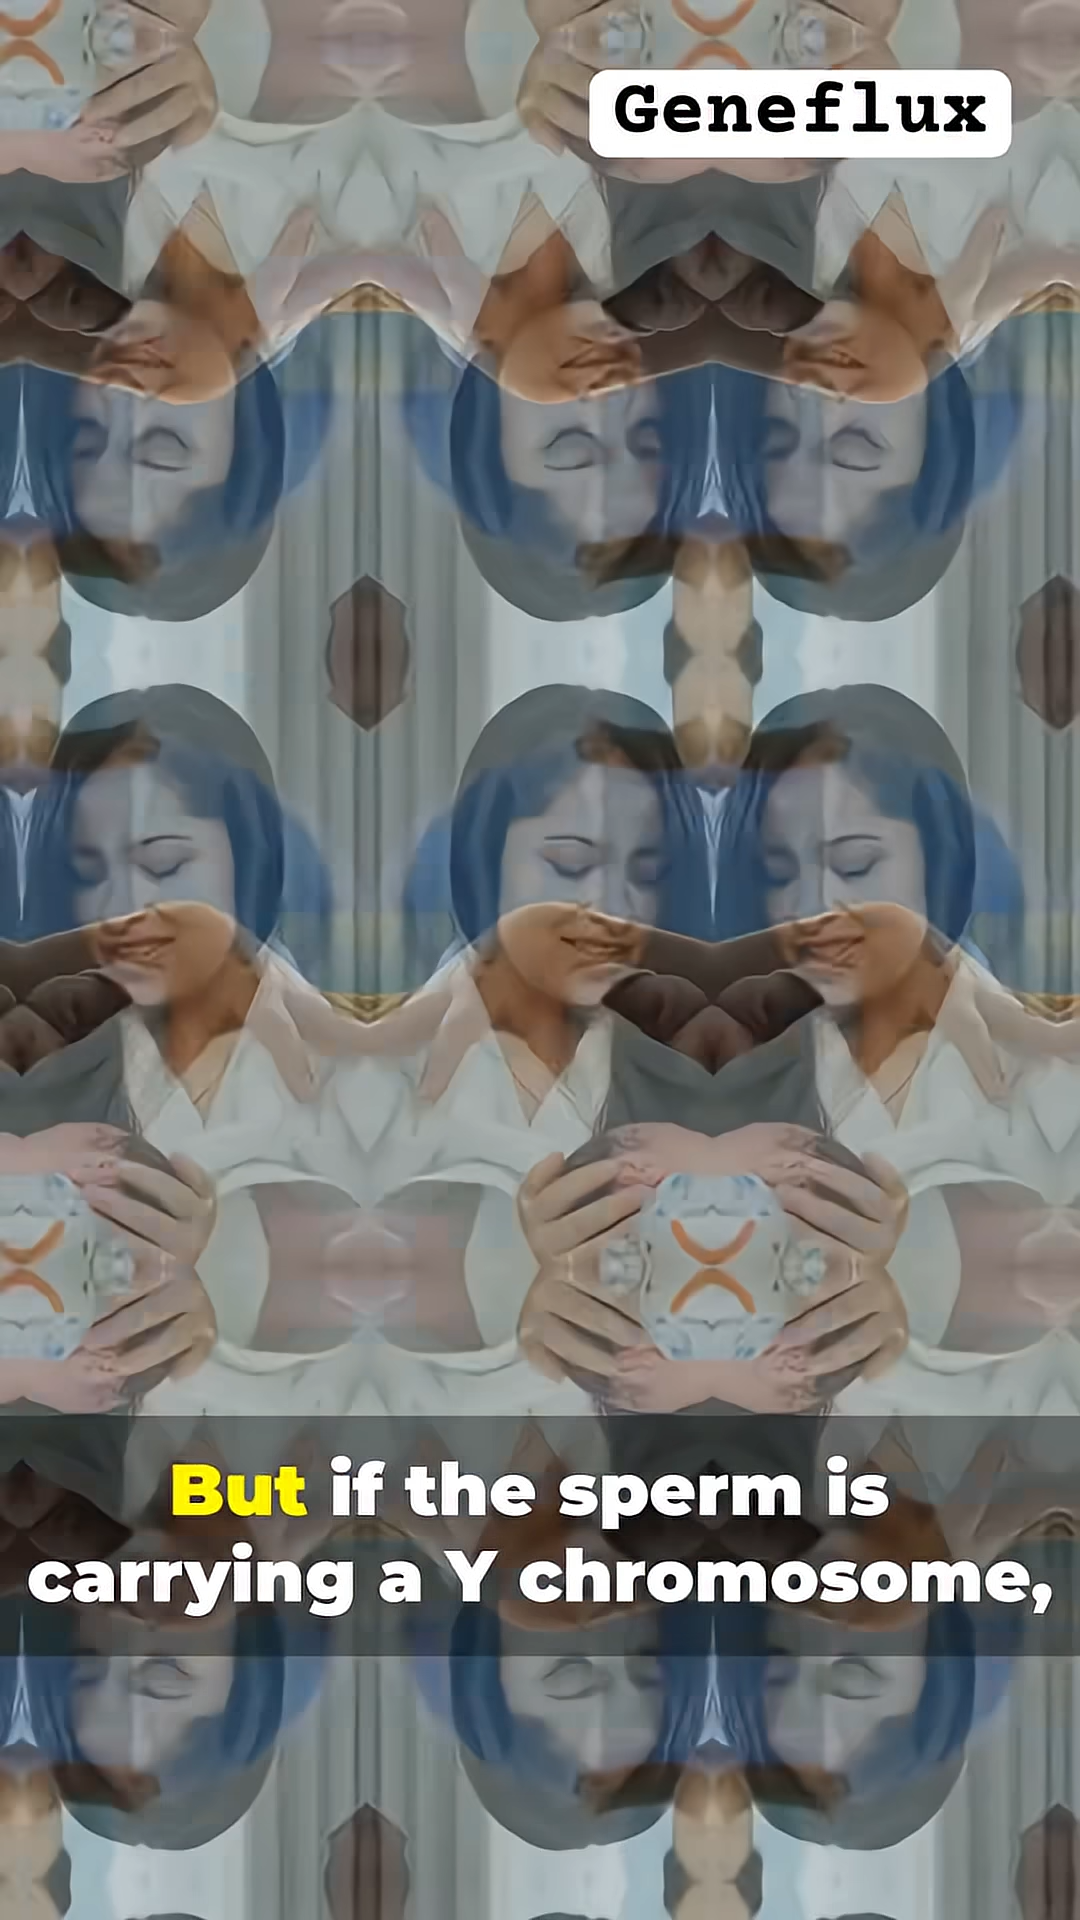 Geneflux
But if the sperm is
carrying a Y chromosome,